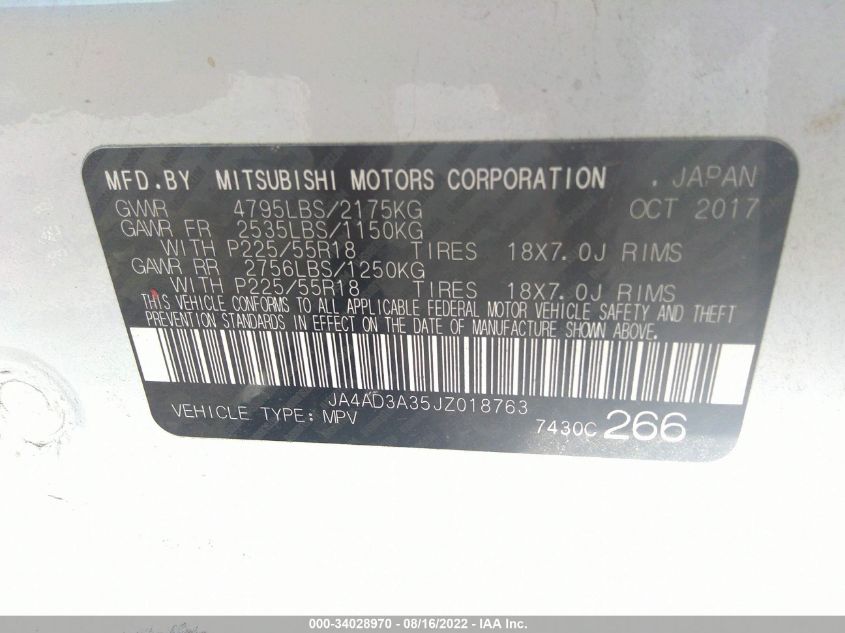 MFD.BY MITSUBISHI MOTORS CORPORATION . JAPAN
GVWR 4795LBS/2175KG OCT 2017
GAWR FR 2535LBS/1150KG
WITH P225/55R18 TIRES 18X7.0J RIMS
GAWR RR 2756LBS/1250KG
WITH P225/55R18 TIRES 18X7.0J RIMS
THIS VEHICLE CONFORMS TO ALL APPLICABLE FEDERAL MOTOR VEHICLE SAFETY AND THEFT
PREVENTION STANDARDS IN EFFECT ON THE DATE OF MANUFACTURE SHOWN ABOVE.
JA4AD3A35JZ018763
VEHICLE TYPE: MPV 7430C 266
000-34028970 - 08/16/2022 - IAA Inc.